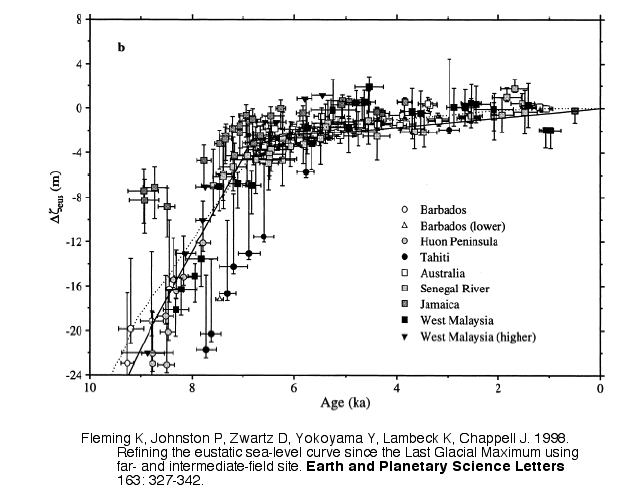 8
b
4
0
-4
-8
-12
-16
-20
-24
Δζeus (m)
Barbados
Barbados (lower)
Huon Peninsula
Tahiti
Australia
Senegal River
Jamaica
West Malaysia
West Malaysia (higher)
10 8 6 4 2 0
Age (ka)
Fleming K, Johnston P, Zwartz D, Yokoyama Y, Lambeck K, Chappell J. 1998.
Refining the eustatic sea-level curve since the Last Glacial Maximum using
far- and intermediate-field site. Earth and Planetary Science Letters
163: 327-342.